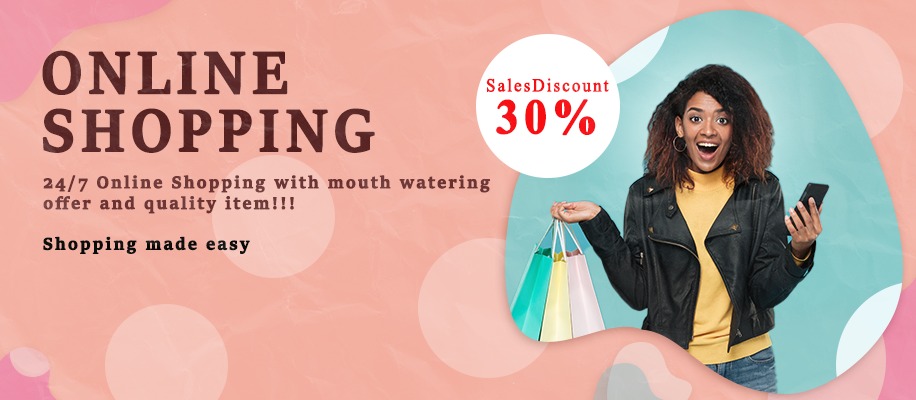 ONLINE
SHOPPING
24/7 Online Shopping with mouth watering
offer and quality item!!!
Shopping made easy
SalesDiscount
30%